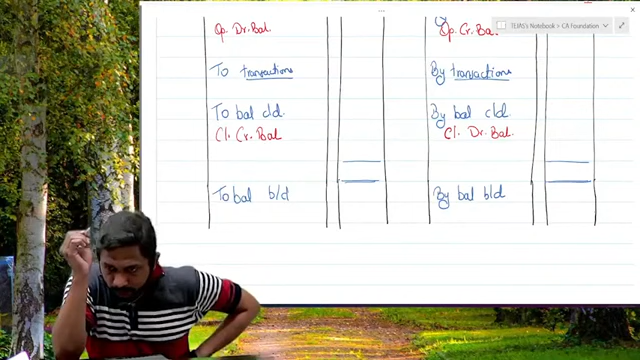 TEJAS's Notebook > CA Foundation
Op. Dr. Bal.
Op. Cr. Bal.
To transactions
By transactions
To bal c/d.
By bal c/d.
Cl. Cr. Bal
Cl. Dr. Bal.
To bal b/d
By bal b/d